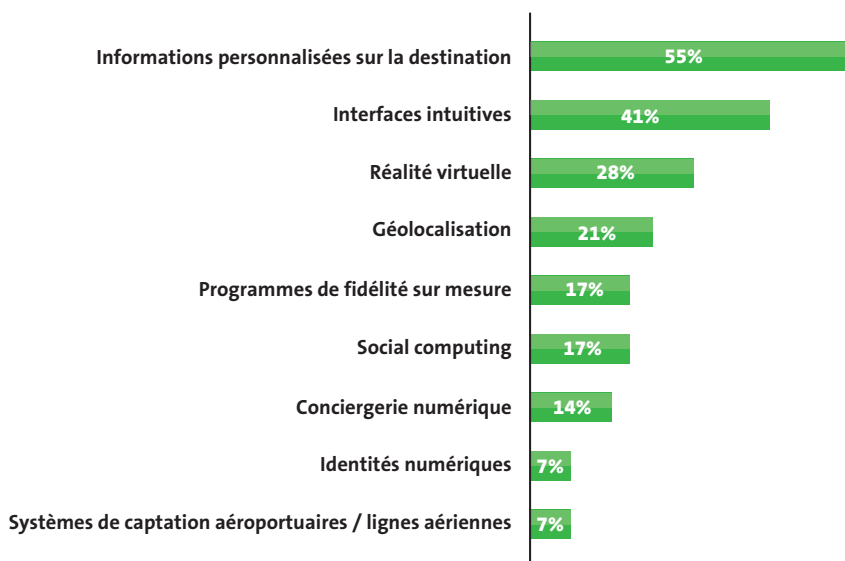 Informations personnalisées sur la destination 55%
Interfaces intuitives 41%
Réalité virtuelle 28%
Géolocalisation 21%
Programmes de fidélité sur mesure 17%
Social computing 17%
Conciergerie numérique 14%
Identités numériques 7%
Systèmes de captation aéroportuaires / lignes aériennes 7%